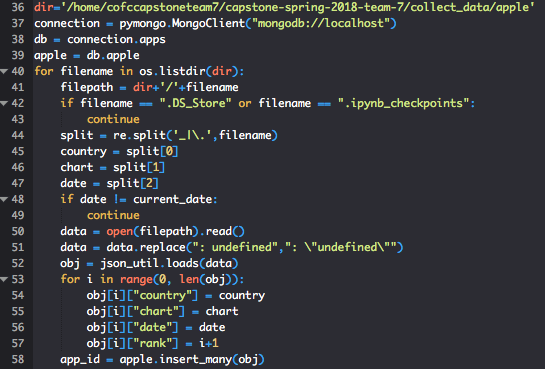 36 dir='/home/cofccapstoneteam7/capstone-spring-2018-team-7/collect_data/apple'
37 connection = pymongo.MongoClient("mongodb://localhost")
38 db = connection.apps
39 apple = db.apple
40 for filename in os.listdir(dir):
41     filepath = dir+'/'+filename
42     if filename == ".DS_Store" or filename == ".ipynb_checkpoints":
43         continue
44     split = re.split('_|\.',filename)
45     country = split[0]
46     chart = split[1]
47     date = split[2]
48     if date != current_date:
49         continue
50     data = open(filepath).read()
51     data = data.replace(": undefined",": \"undefined\"")
52     obj = json_util.loads(data)
53     for i in range(0, len(obj)):
54         obj[i]["country"] = country
55         obj[i]["chart"] = chart
56         obj[i]["date"] = date
57         obj[i]["rank"] = i+1
58     app_id = apple.insert_many(obj)